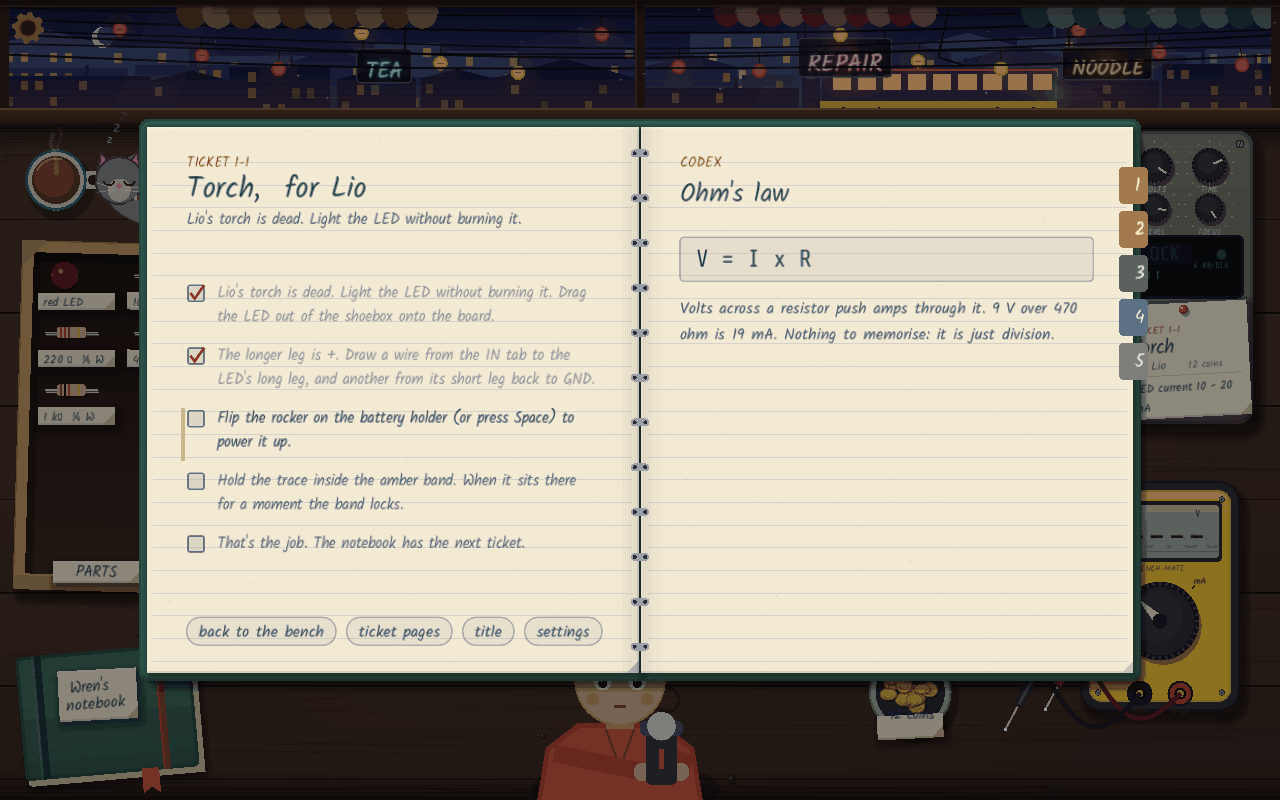 TEA
REPAIR
NOODLE
TICKET 1-1
Torch, for Lio
Lio's torch is dead. Light the LED without burning it.
Lio's torch is dead. Light the LED without burning it. Drag
the LED out of the shoebox onto the board.
The longer leg is +. Draw a wire from the IN tab to the
LED's long leg, and another from its short leg back to GND.
Flip the rocker on the battery holder (or press Space) to
power it up.
Hold the trace inside the amber band. When it sits there
for a moment the band locks.
That's the job. The notebook has the next ticket.
back to the bench
ticket pages
title
settings
CODEX
Ohm's law
V = I x R
Volts across a resistor push amps through it. 9 V over 470
ohm is 19 mA. Nothing to memorise: it is just division.
1
2
3
4
5
z
z
z
red LED
220 Ω ¼ W
1 kΩ ¼ W
PARTS
Wren's
notebook
TIME
FOCUS
Lio
12 coins
current 10 - 20
V
mA
12 coins